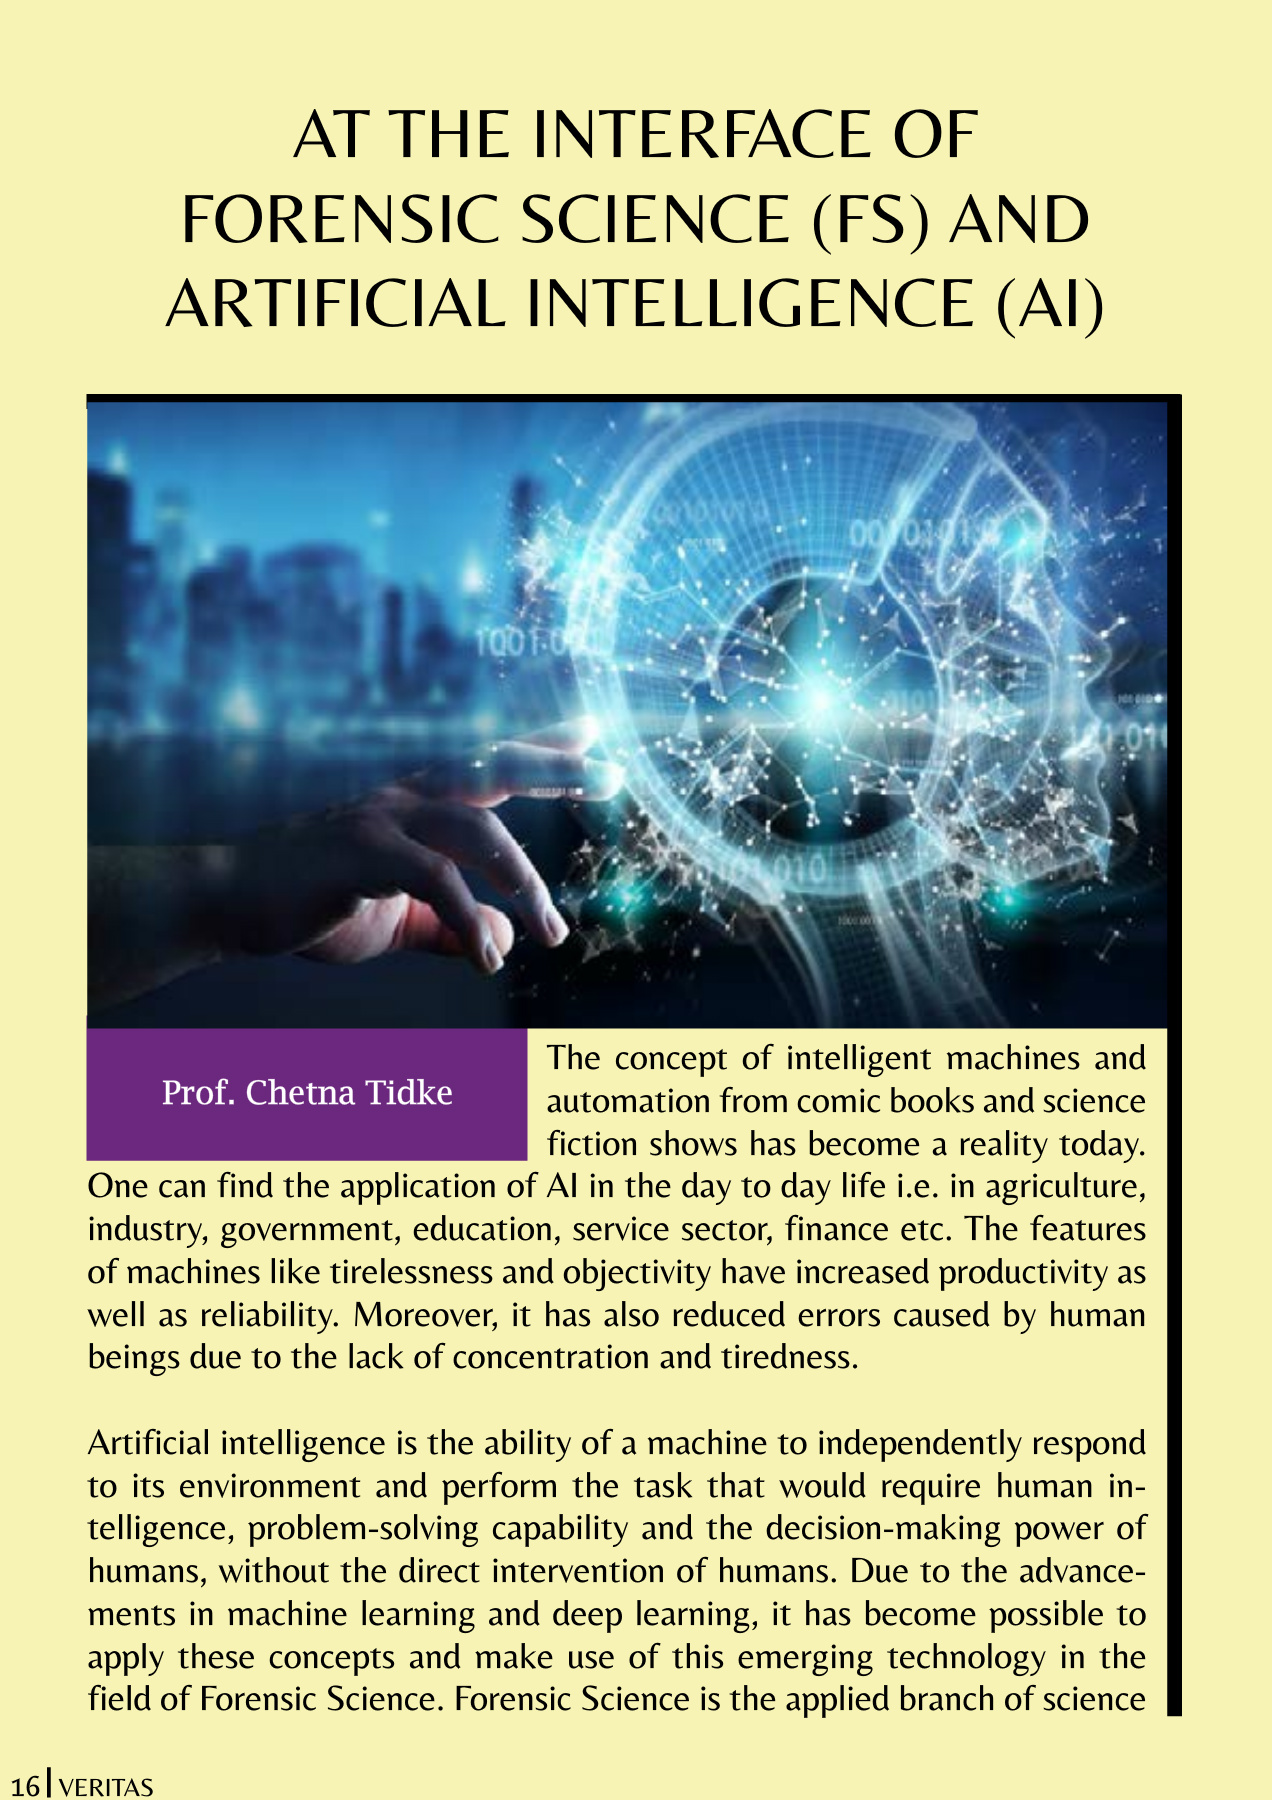 AT THE INTERFACE OF
FORENSIC SCIENCE (FS) AND
ARTIFICIAL INTELLIGENCE (AI)
1001
010
Prof. Chetna Tidke
The concept of intelligent machines and
automation from comic books and science
fiction shows has become a reality today.
One can find the application of AI in the day to day life i.e. in agriculture,
industry, government, education, service sector, finance etc. The features
of machines like tirelessness and objectivity have increased productivity as
well as reliability. Moreover, it has also reduced errors caused by human
beings due to the lack of concentration and tiredness.
Artificial intelligence is the ability of a machine to independently respond
to its environment and perform the task that would require human in-
telligence, problem-solving capability and the decision-making power of
humans, without the direct intervention of humans. Due to the advance-
ments in machine learning and deep learning, it has become possible to
apply these concepts and make use of this emerging technology in the
field of Forensic Science. Forensic Science is the applied branch of science
16 | VERITAS